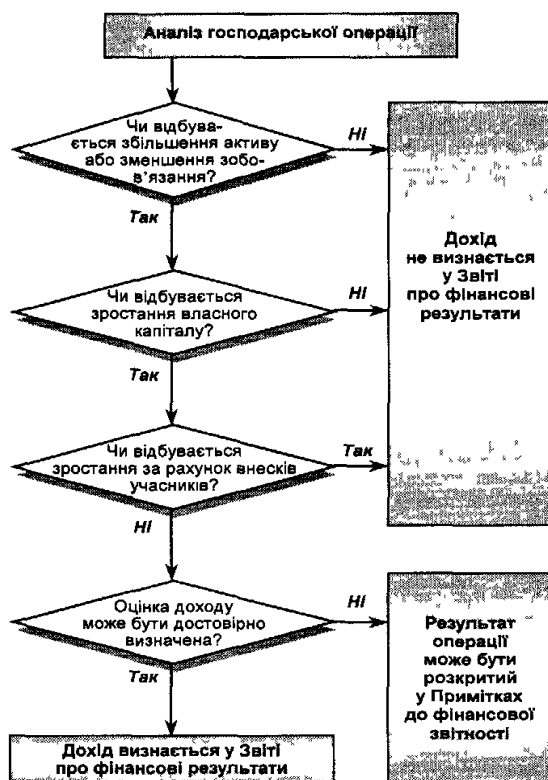 Аналіз господарської операції
Чи відбува-
ється збільшення активу
або зменшення зобо-
в'язання?
НІ
Так
Чи відбувається
зростання власного
капіталу?
НІ
Так
Дохід
не визнається
у Звіті
про фінансові
результати
Чи відбувається
зростання за рахунок внесків
учасників?
Так
НІ
Оцінка доходу
може бути достовірно
визначена?
НІ
Так
Результат
операції
може бути
розкритий
у Примітках
до фінансової
звітності
Дохід визнається у Звіті
про фінансові результати